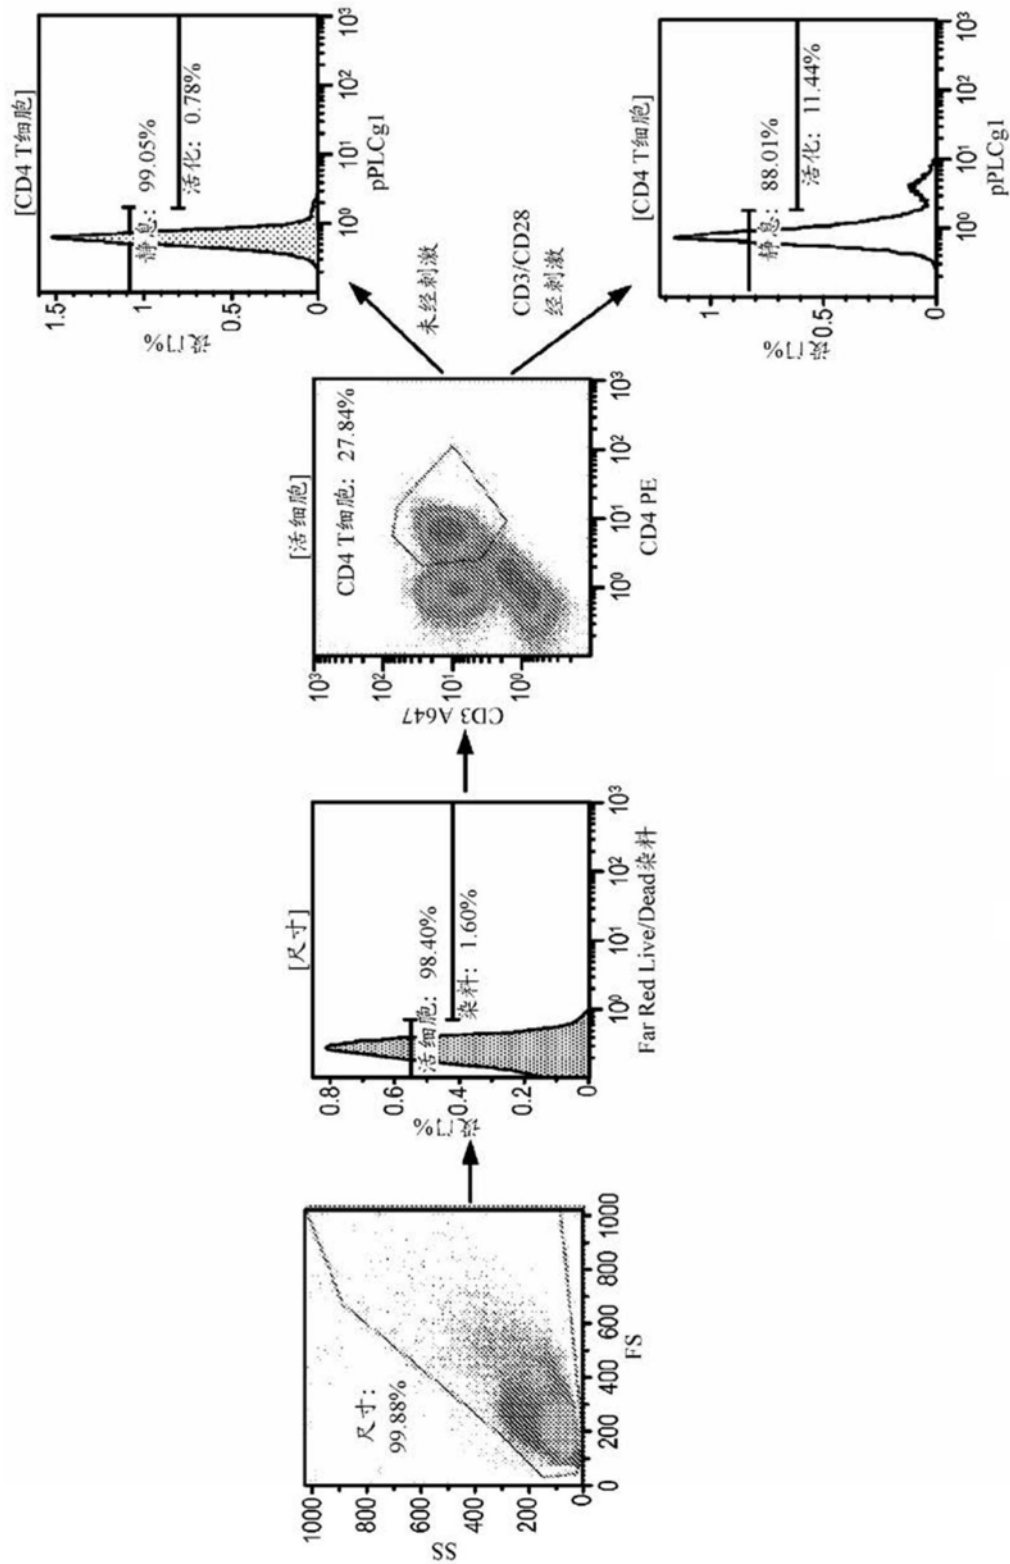 尺寸:
99.88%
SS
1000
800
600
400
200
0
0 200 400 600 800 1000
FS
[尺寸]
设门%
0.8
0.6
0.4
0.2
0
活细胞: 98.40%
染料: 1.60%
10⁰ 10¹ 10² 10³
Far Red Live/Dead染料
[活细胞]
CD4 T细胞: 27.84%
CD3 A647
10³
10²
10¹
10⁰
10⁰ 10¹ 10² 10³
CD4 PE
未经刺激
CD3/CD28
经刺激
[CD4 T细胞]
设门%
1.5
1
0.5
0
静息: 99.05%
活化: 0.78%
10⁰ 10¹ 10² 10³
pPLCg1
[CD4 T细胞]
设门%
1
0.5
0
静息: 88.01%
活化: 11.44%
10⁰ 10¹ 10² 10³
pPLCg1